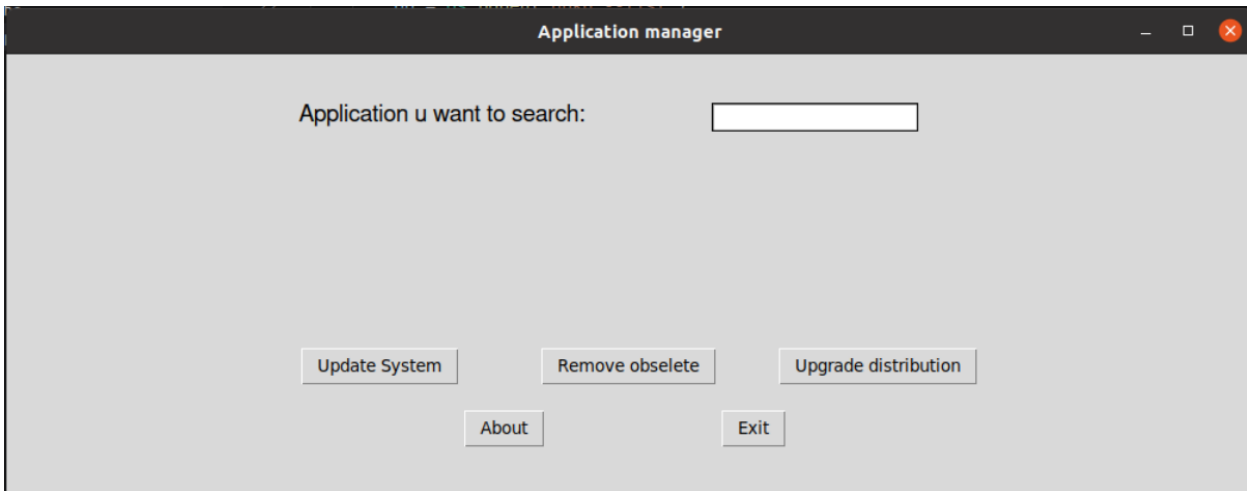 Application manager
Application u want to search:
Update System
Remove obselete
Upgrade distribution
About
Exit